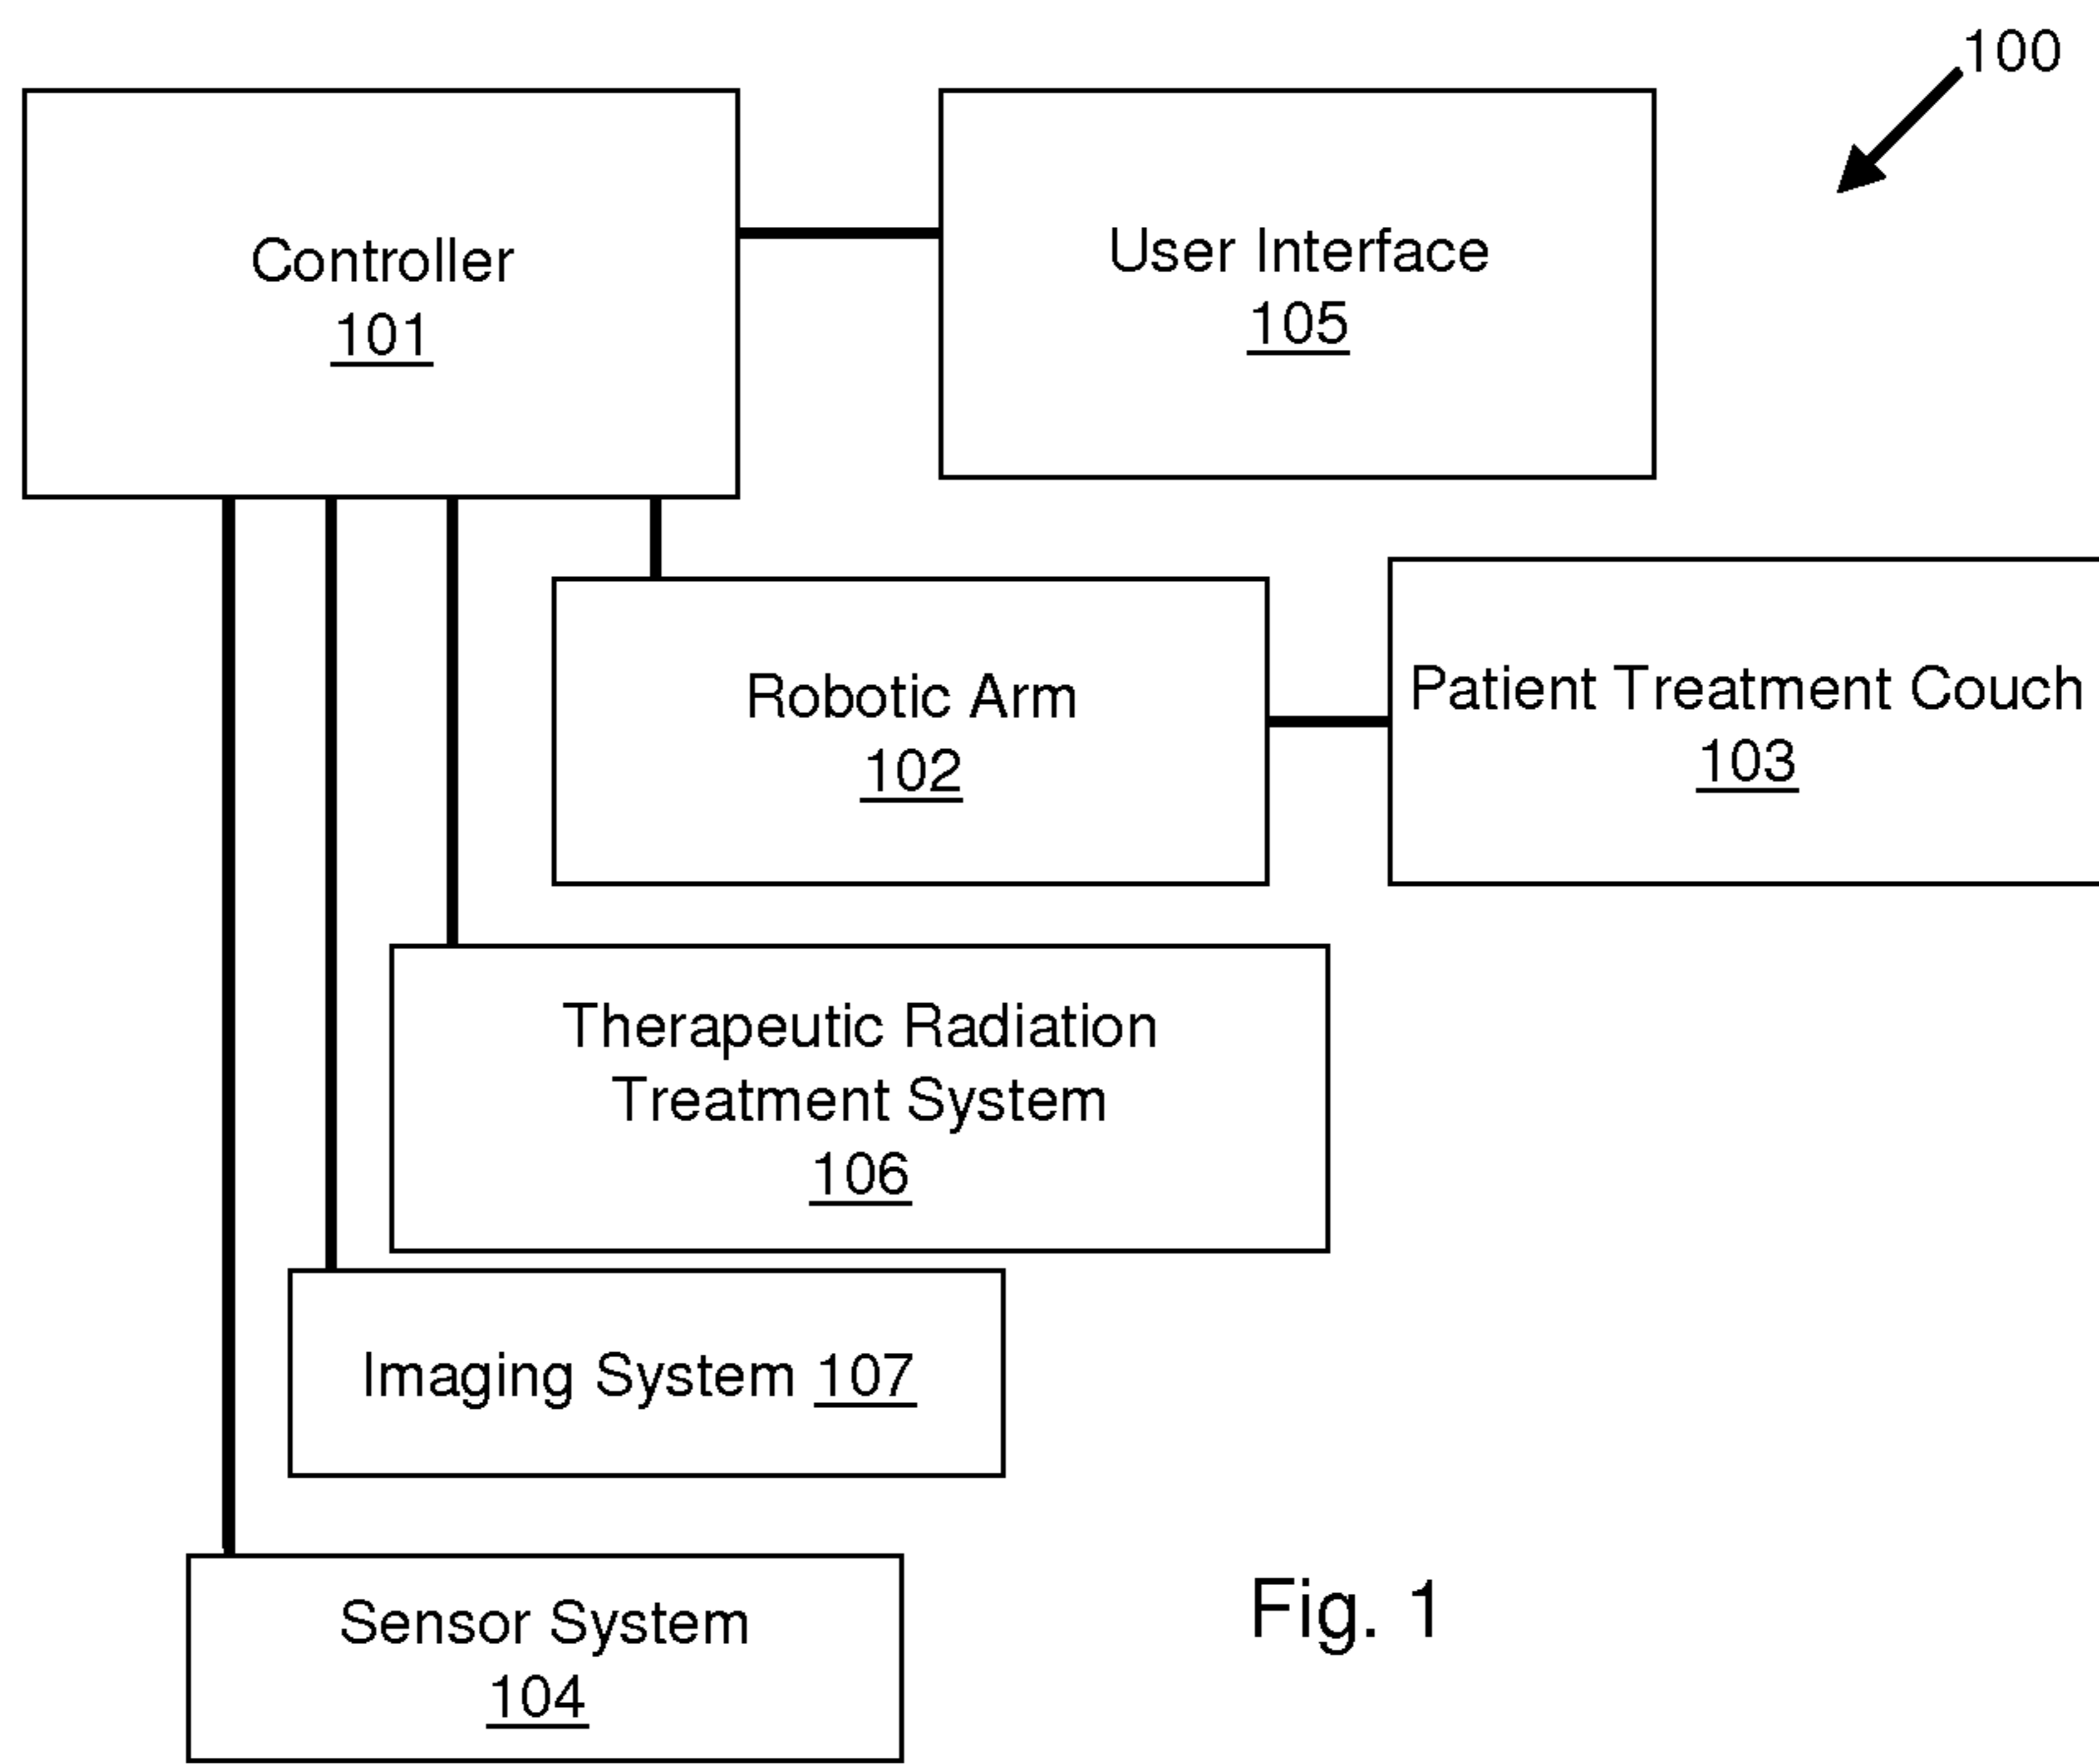 100
Controller
101
User Interface
105
Robotic Arm
102
Patient Treatment Couch
103
Therapeutic Radiation
Treatment System
106
Imaging System 107
Sensor System
104
Fig. 1